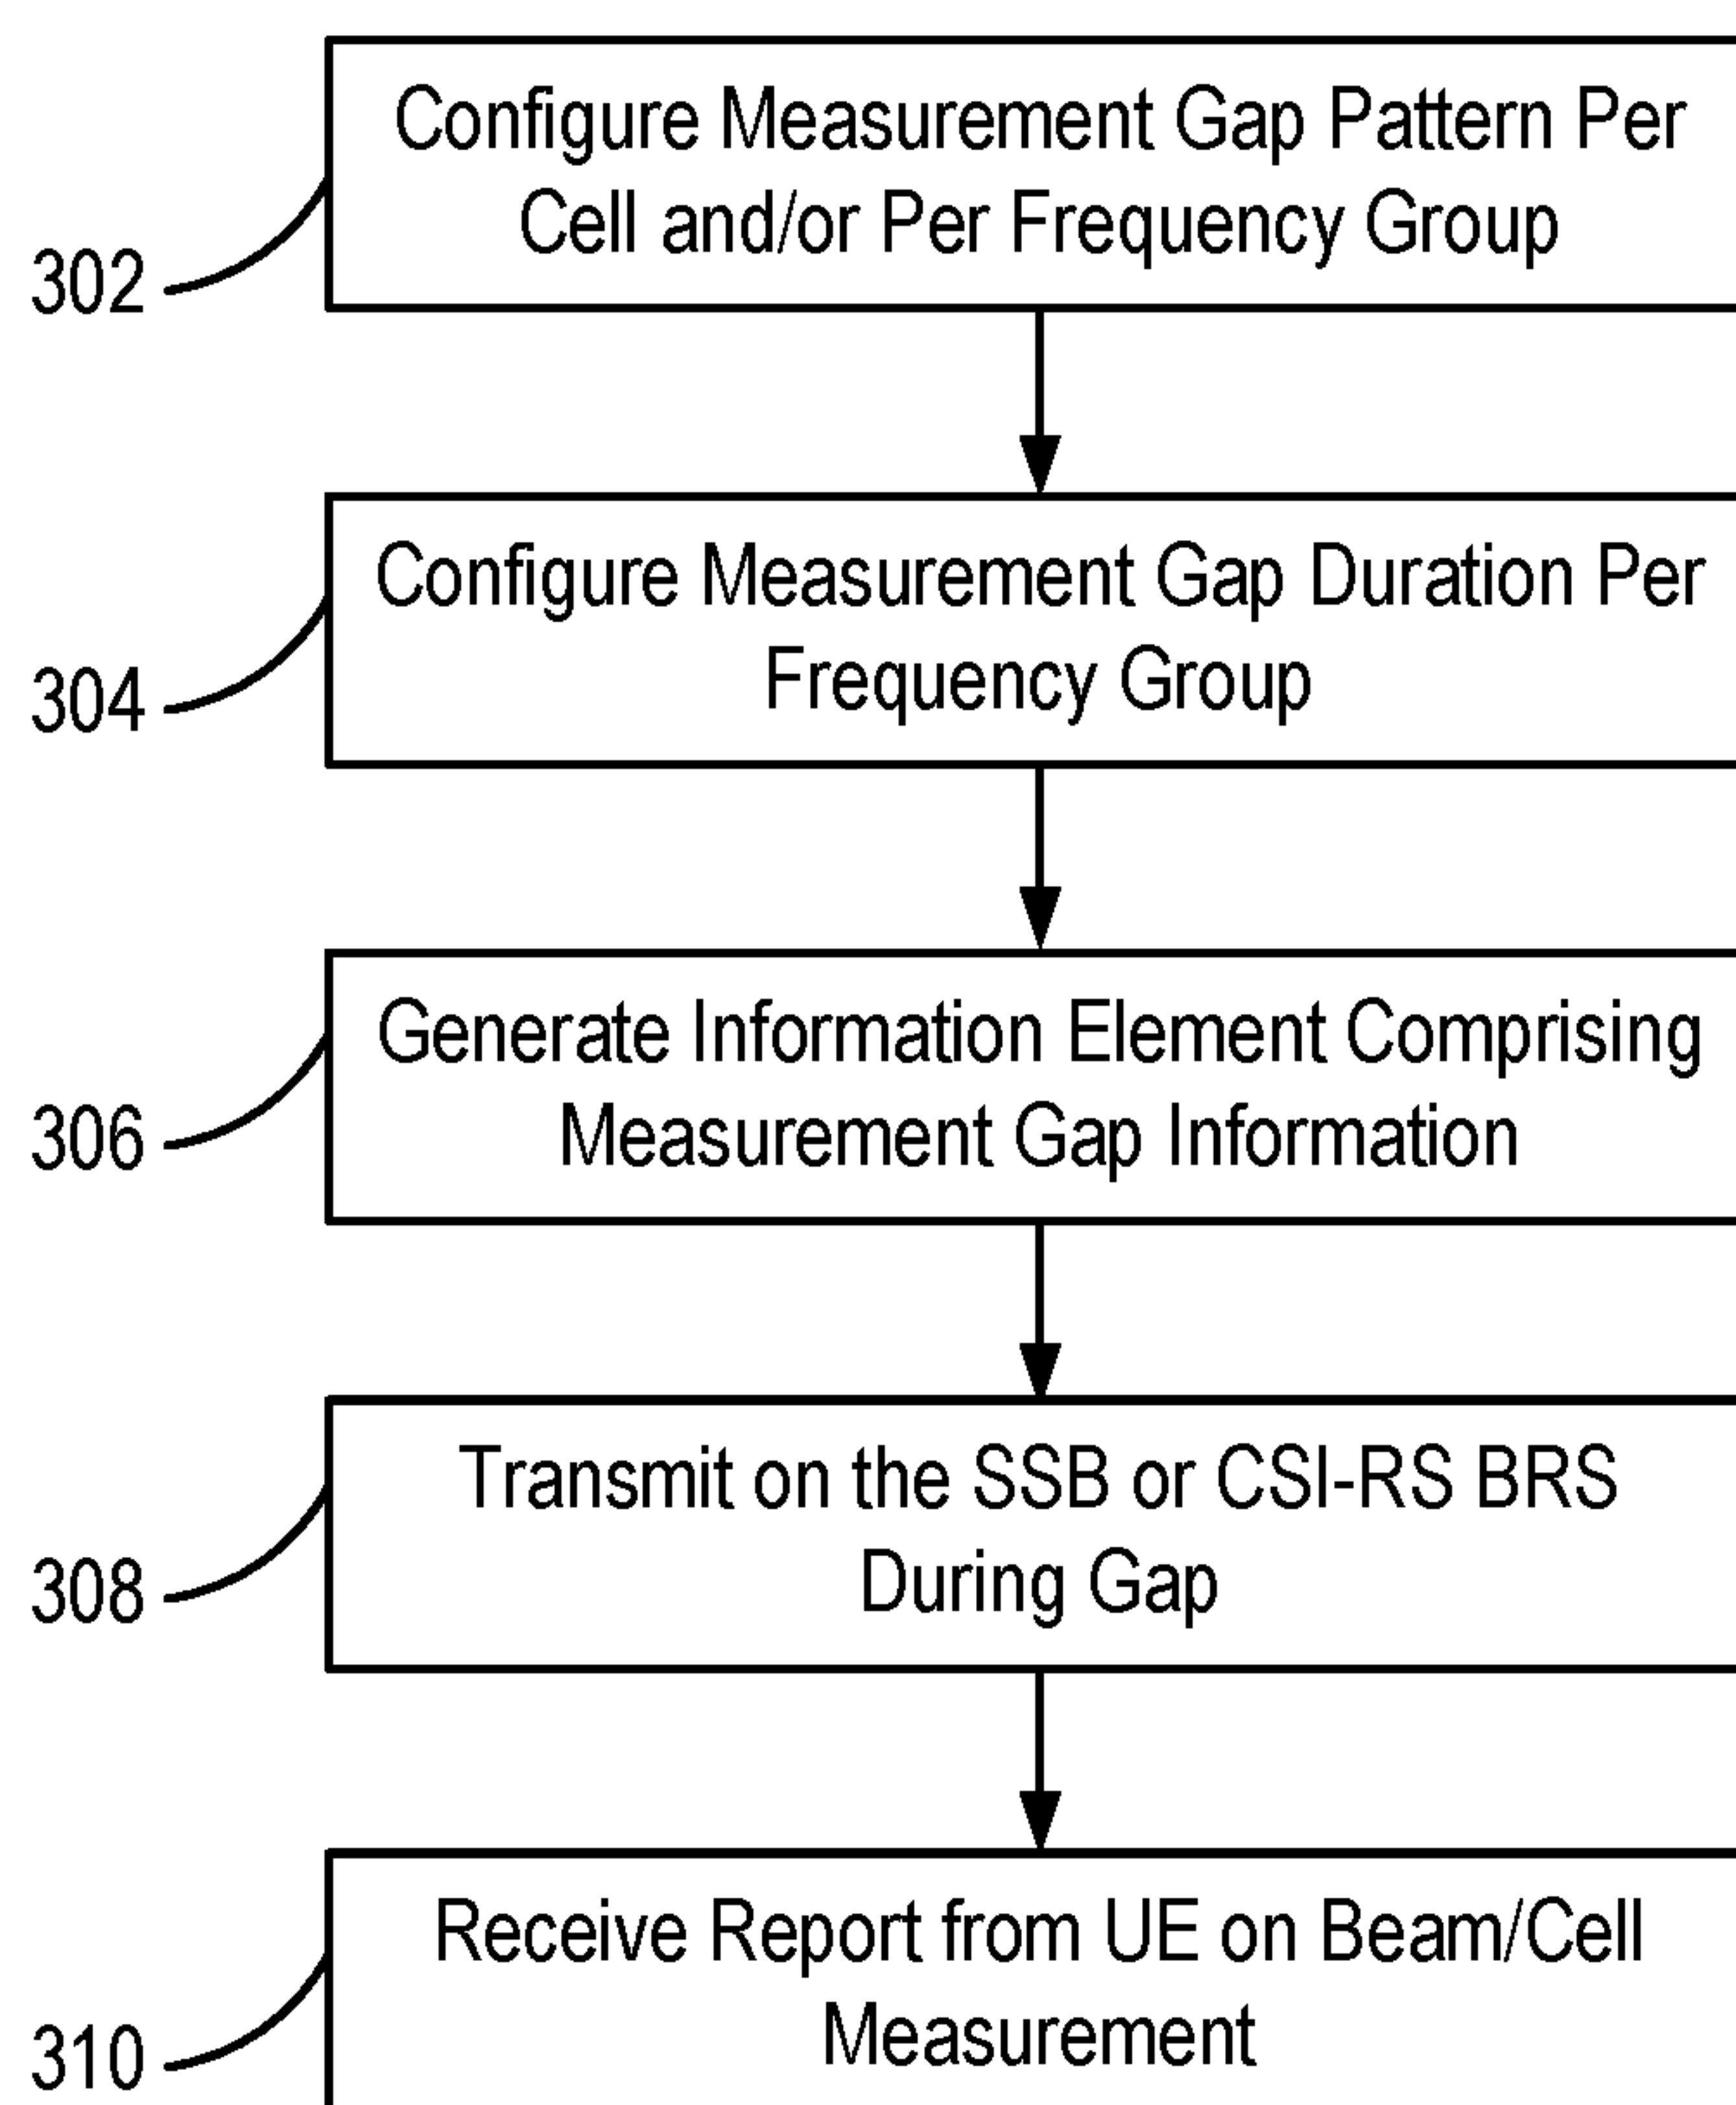 Configure Measurement Gap Pattern Per
Cell and/or Per Frequency Group
302
Configure Measurement Gap Duration Per
Frequency Group
304
Generate Information Element Comprising
Measurement Gap Information
306
Transmit on the SSB or CSI-RS BRS
During Gap
308
Receive Report from UE on Beam/Cell
Measurement
310